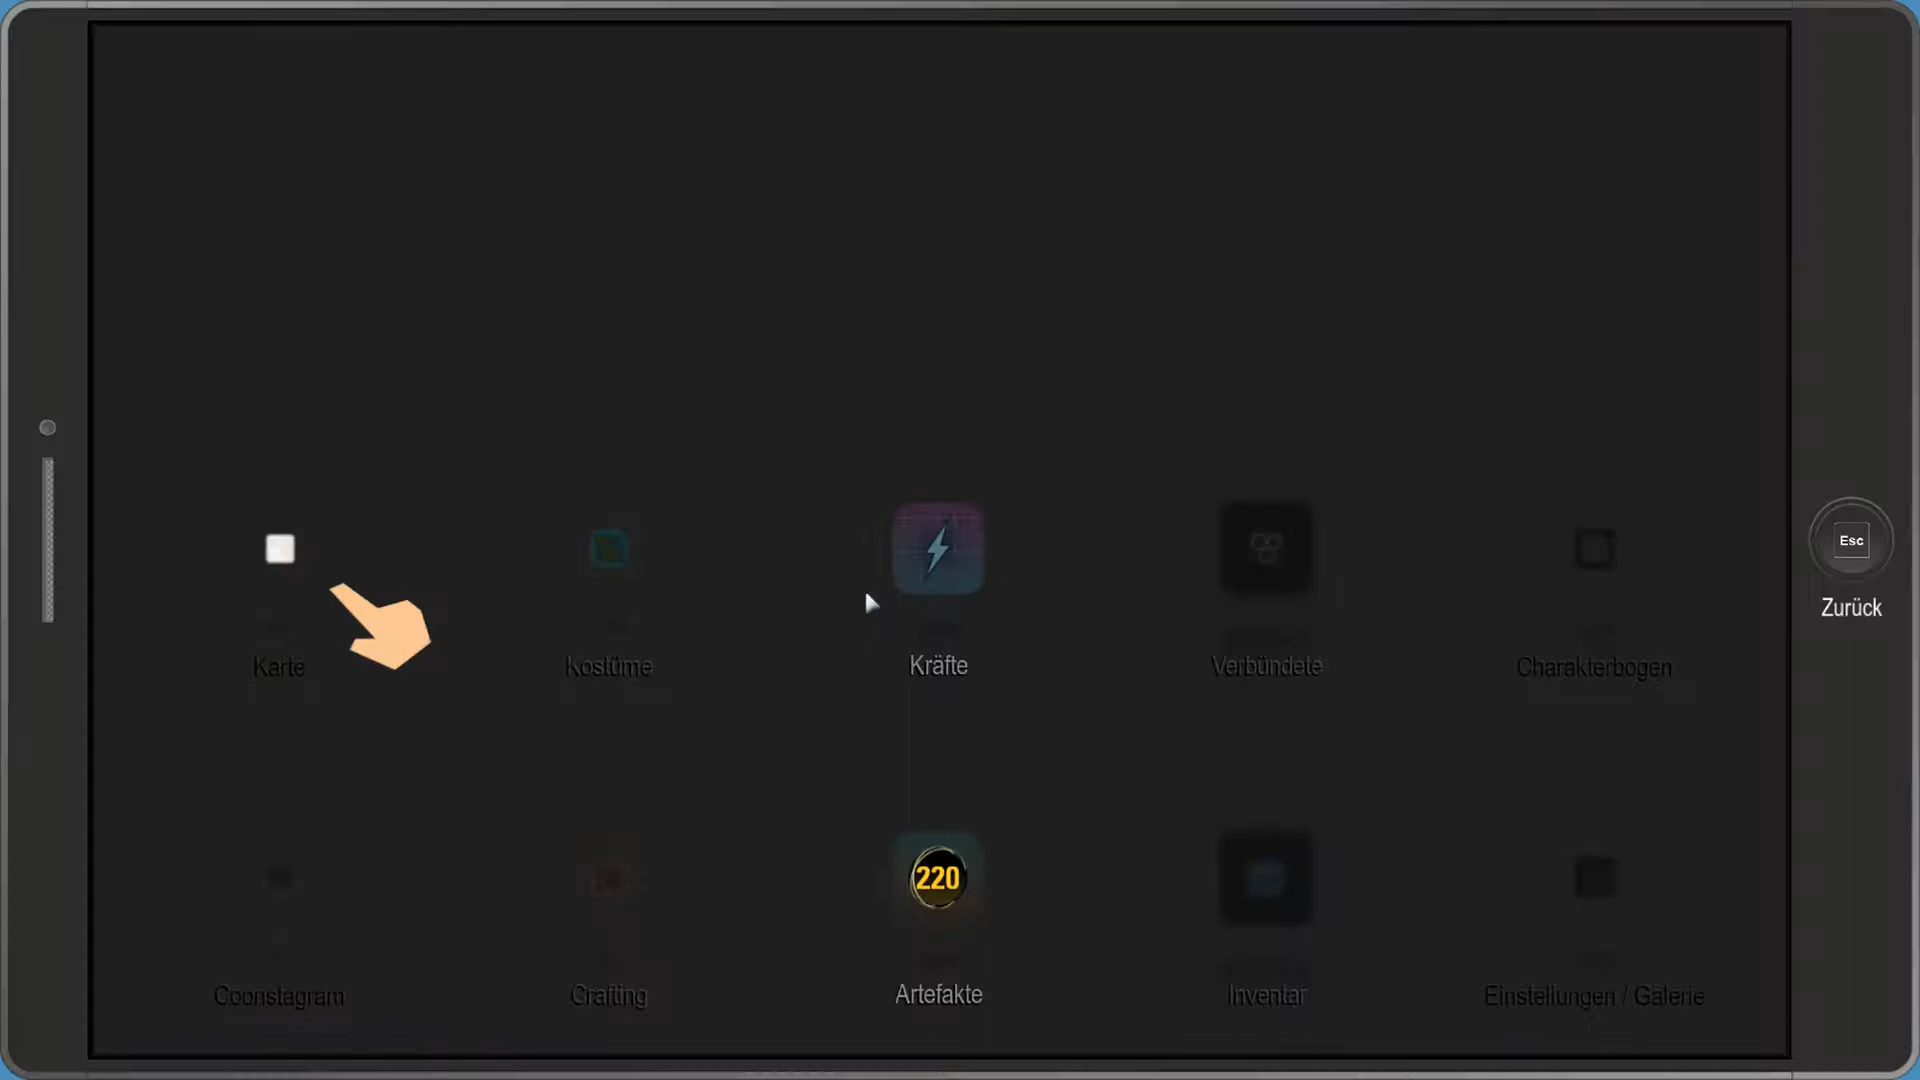 Esc
Zurück
Karte
Kostüme
Kräfte
Verbündete
Charakterbogen
220
Coonstagram
Crafting
Artefakte
Inventar
Einstellungen / Galerie